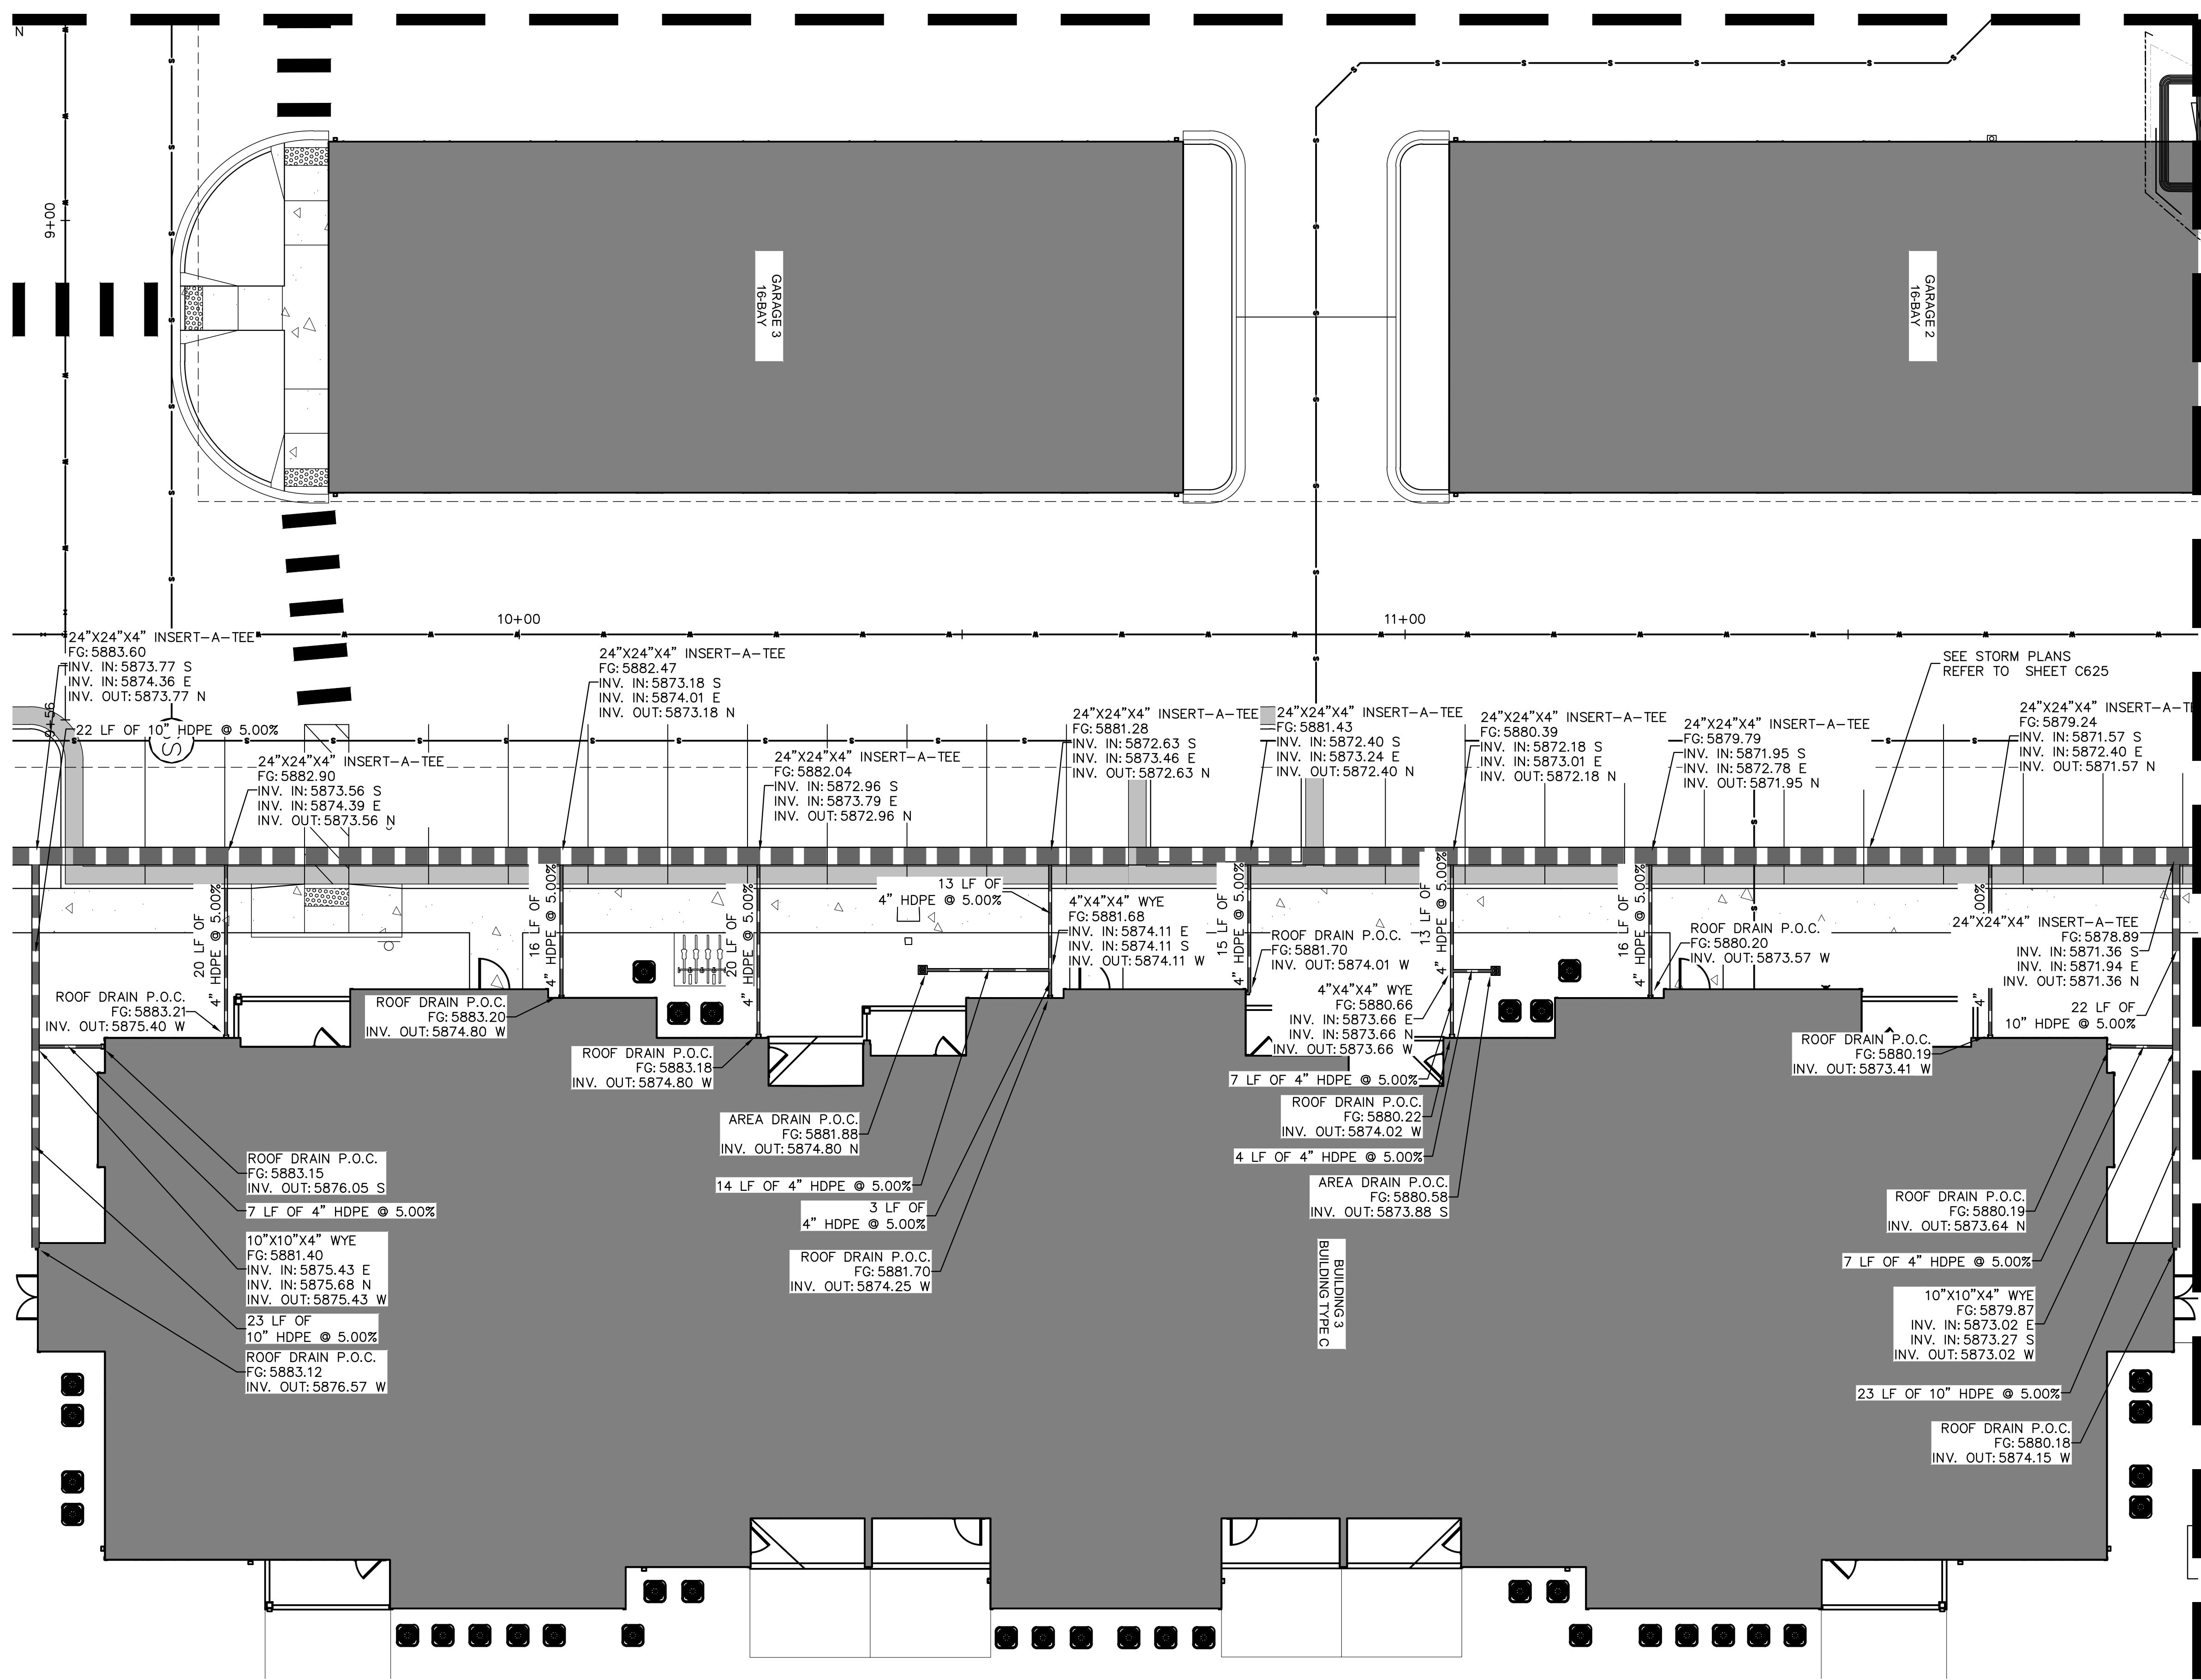 N
9+00
GARAGE 3
16-BAY
GARAGE 2
16-BAY
10+00
11+00
24"X24"X4" INSERT-A-TEE
FG: 5883.60
INV. IN: 5873.77 S
INV. IN: 5874.36 E
INV. OUT: 5873.77 N
9+56
22 LF OF 10" HDPE @ 5.00%
24"X24"X4" INSERT-A-TEE
FG: 5882.90
INV. IN: 5873.56 S
INV. IN: 5874.39 E
INV. OUT: 5873.56 N
24"X24"X4" INSERT-A-TEE
FG: 5882.47
INV. IN: 5873.18 S
INV. IN: 5874.01 E
INV. OUT: 5873.18 N
24"X24"X4" INSERT-A-TEE
FG: 5882.04
INV. IN: 5872.96 S
INV. IN: 5873.79 E
INV. OUT: 5872.96 N
24"X24"X4" INSERT-A-TEE
FG: 5881.28
INV. IN: 5872.63 S
INV. IN: 5873.46 E
INV. OUT: 5872.63 N
24"X24"X4" INSERT-A-TEE
FG: 5881.43
INV. IN: 5872.40 S
INV. IN: 5873.24 E
INV. OUT: 5872.40 N
24"X24"X4" INSERT-A-TEE
FG: 5880.39
INV. IN: 5872.18 S
INV. IN: 5873.01 E
INV. OUT: 5872.18 N
24"X24"X4" INSERT-A-TEE
FG: 5879.79
INV. IN: 5871.95 S
INV. IN: 5872.78 E
INV. OUT: 5871.95 N
SEE STORM PLANS
REFER TO SHEET C625
24"X24"X4" INSERT-A-TE
FG: 5879.24
INV. IN: 5871.57 S
INV. IN: 5872.40 E
INV. OUT: 5871.57 N
20 LF OF
4" HDPE @ 5.00%
16 LF OF
4" HDPE @ 5.00%
20 LF OF
4" HDPE @ 5.00%
13 LF OF
4" HDPE @ 5.00%
4"X4"X4" WYE
FG: 5881.68
INV. IN: 5874.11 E
INV. IN: 5874.11 S
INV. OUT: 5874.11 W
15 LF OF
4" HDPE @ 5.00%
ROOF DRAIN P.O.C.
FG: 5881.70
INV. OUT: 5874.01 W
13 LF OF
4" HDPE @ 5.00%
16 LF OF
4" HDPE @ 5.00%
ROOF DRAIN P.O.C.
FG: 5880.20
INV. OUT: 5873.57 W
4"
.00%
24"X24"X4" INSERT-A-TEE
FG: 5878.89
INV. IN: 5871.36 S
INV. IN: 5871.94 E
INV. OUT: 5871.36 N
22 LF OF
10" HDPE @ 5.00%
ROOF DRAIN P.O.C.
FG: 5883.21
INV. OUT: 5875.40 W
ROOF DRAIN P.O.C.
FG: 5883.20
INV. OUT: 5874.80 W
ROOF DRAIN P.O.C.
FG: 5883.18
INV. OUT: 5874.80 W
4"X4"X4" WYE
FG: 5880.66
INV. IN: 5873.66 E
INV. IN: 5873.66 N
INV. OUT: 5873.66 W
7 LF OF 4" HDPE @ 5.00%
ROOF DRAIN P.O.C.
FG: 5880.22
INV. OUT: 5874.02 W
4 LF OF 4" HDPE @ 5.00%
AREA DRAIN P.O.C.
FG: 5880.58
INV. OUT: 5873.88 S
ROOF DRAIN P.O.C.
FG: 5880.19
INV. OUT: 5873.41 W
AREA DRAIN P.O.C.
FG: 5881.88
INV. OUT: 5874.80 N
14 LF OF 4" HDPE @ 5.00%
3 LF OF
4" HDPE @ 5.00%
ROOF DRAIN P.O.C.
FG: 5881.70
INV. OUT: 5874.25 W
ROOF DRAIN P.O.C.
FG: 5883.15
INV. OUT: 5876.05 S
7 LF OF 4" HDPE @ 5.00%
10"X10"X4" WYE
FG: 5881.40
INV. IN: 5875.43 E
INV. IN: 5875.68 N
INV. OUT: 5875.43 W
23 LF OF
10" HDPE @ 5.00%
ROOF DRAIN P.O.C.
FG: 5883.12
INV. OUT: 5876.57 W
BUILDING 3
BUILDING TYPE C
ROOF DRAIN P.O.C.
FG: 5880.19
INV. OUT: 5873.64 N
7 LF OF 4" HDPE @ 5.00%
10"X10"X4" WYE
FG: 5879.87
INV. IN: 5873.02 E
INV. IN: 5873.27 S
INV. OUT: 5873.02 W
23 LF OF 10" HDPE @ 5.00%
ROOF DRAIN P.O.C.
FG: 5880.18
INV. OUT: 5874.15 W